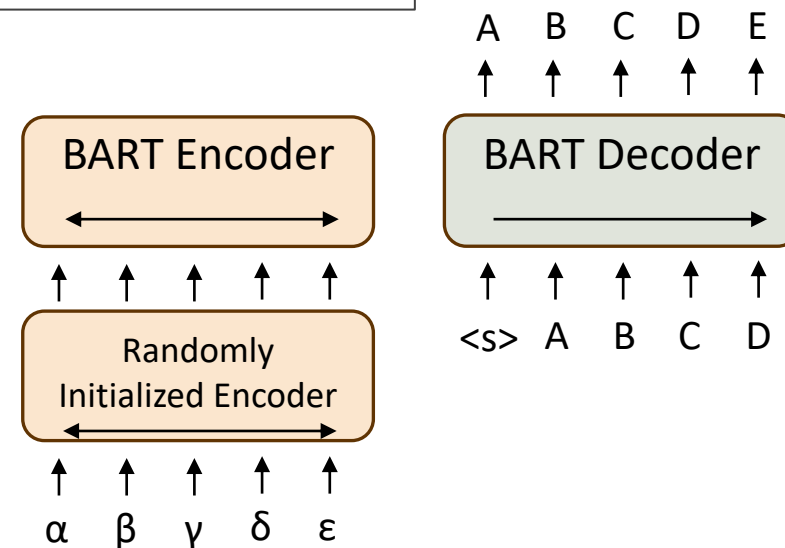 A B C D E
BART Encoder
BART Decoder
<s> A B C D
Randomly
Initialized Encoder
α β γ δ ε